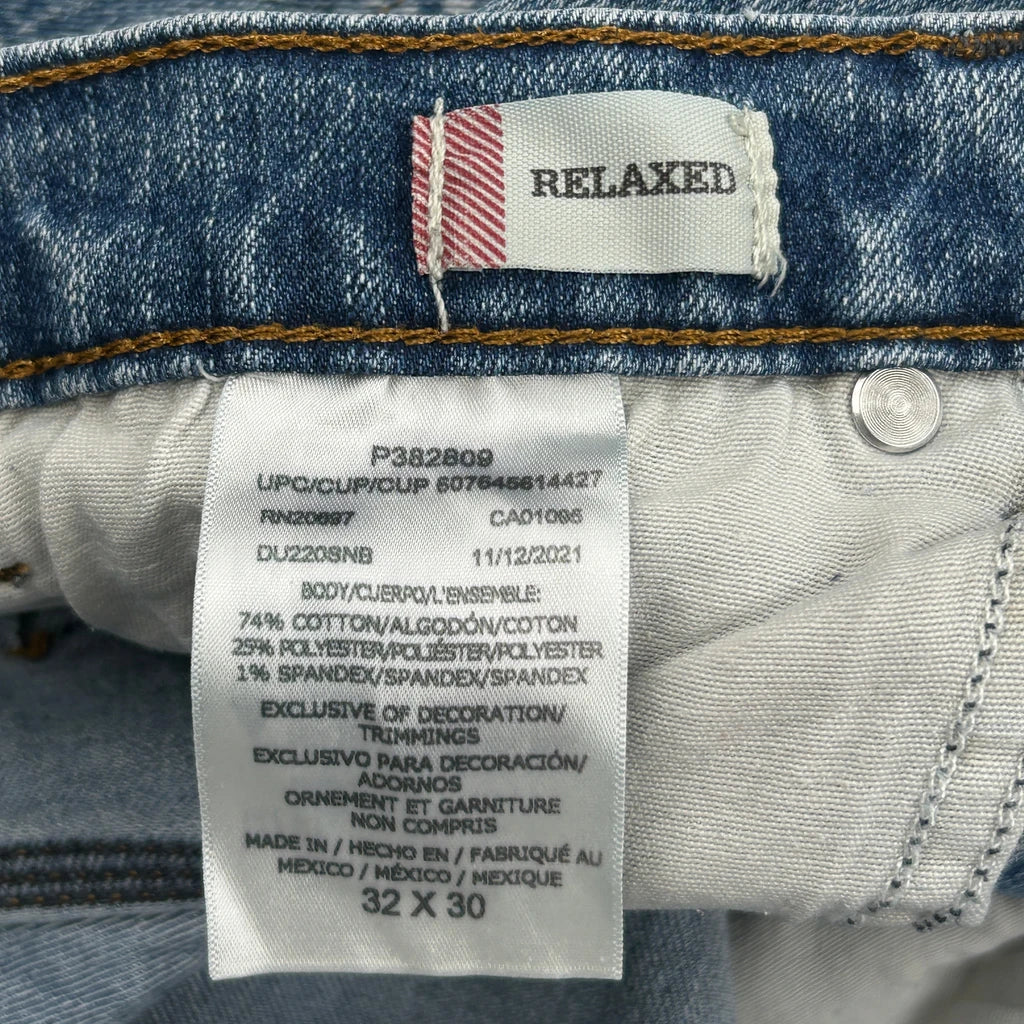 RELAXED
P382809
UPC/CUP/CUP 607645614427
RN20697 CA01095
DU220SNB 11/12/2021
BODY/CUERPO/L'ENSEMBLE:
74% COTTON/ALGODÓN/COTON
25% POLYESTER/POLIÉSTER/POLYESTER
1% SPANDEX/SPANDEX/SPANDEX
EXCLUSIVE OF DECORATION/
TRIMMINGS
EXCLUSIVO PARA DECORACIÓN/
ADORNOS
ORNEMENT ET GARNITURE
NON COMPRIS
MADE IN / HECHO EN / FABRIQUÉ AU
MEXICO / MÉXICO / MEXIQUE
32 X 30